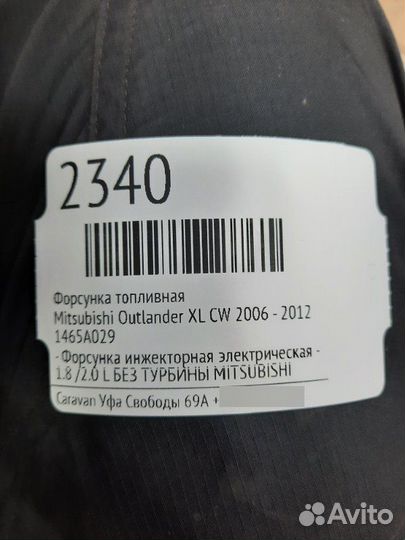 2340
Форсунка топливная
Mitsubishi Outlander XL CW 2006 - 2012
1465A029
- Форсунка инжекторная электрическая -
1.8 /2.0 L БЕЗ ТУРБИНЫ MITSUBISHI
Caravan Уфа Свободы 69А +
Avito